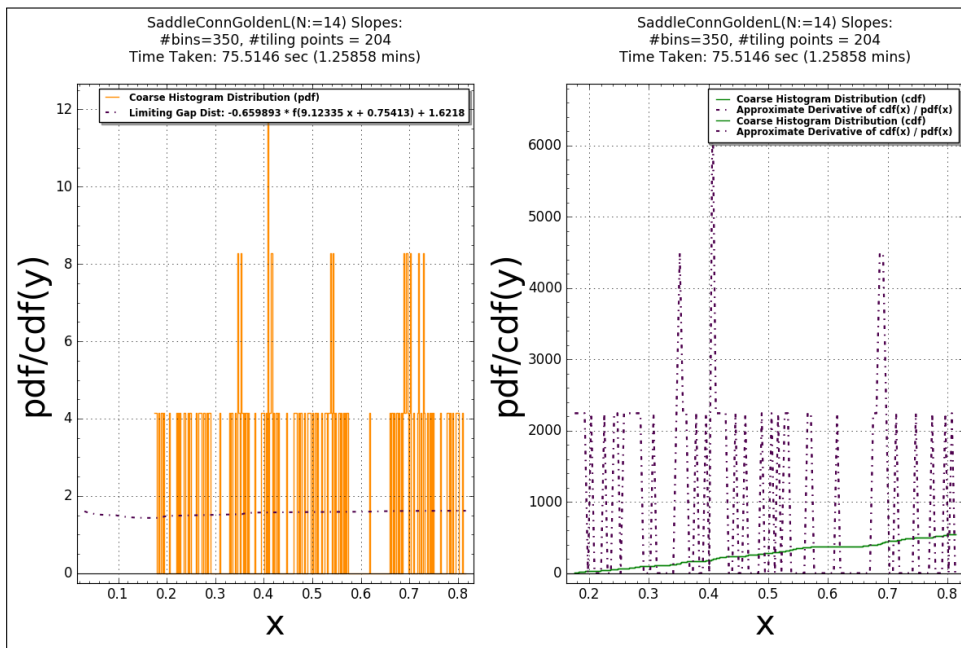 SaddleConnGoldenL(N:=14) Slopes:
#bins=350, #tiling points = 204
Time Taken: 75.5146 sec (1.25858 mins)
Coarse Histogram Distribution (pdf)
Limiting Gap Dist: -0.659893 * f(9.12335 x + 0.75413) + 1.6218
pdf/cdf(y)
12
10
8
6
4
2
0
0.1 0.2 0.3 0.4 0.5 0.6 0.7 0.8
x
SaddleConnGoldenL(N:=14) Slopes:
#bins=350, #tiling points = 204
Time Taken: 75.5146 sec (1.25858 mins)
Coarse Histogram Distribution (cdf)
Approximate Derivative of cdf(x) / pdf(x)
Coarse Histogram Distribution (cdf)
Approximate Derivative of cdf(x) / pdf(x)
pdf/cdf(y)
6000
5000
4000
3000
2000
1000
0
0.2 0.3 0.4 0.5 0.6 0.7 0.8
x